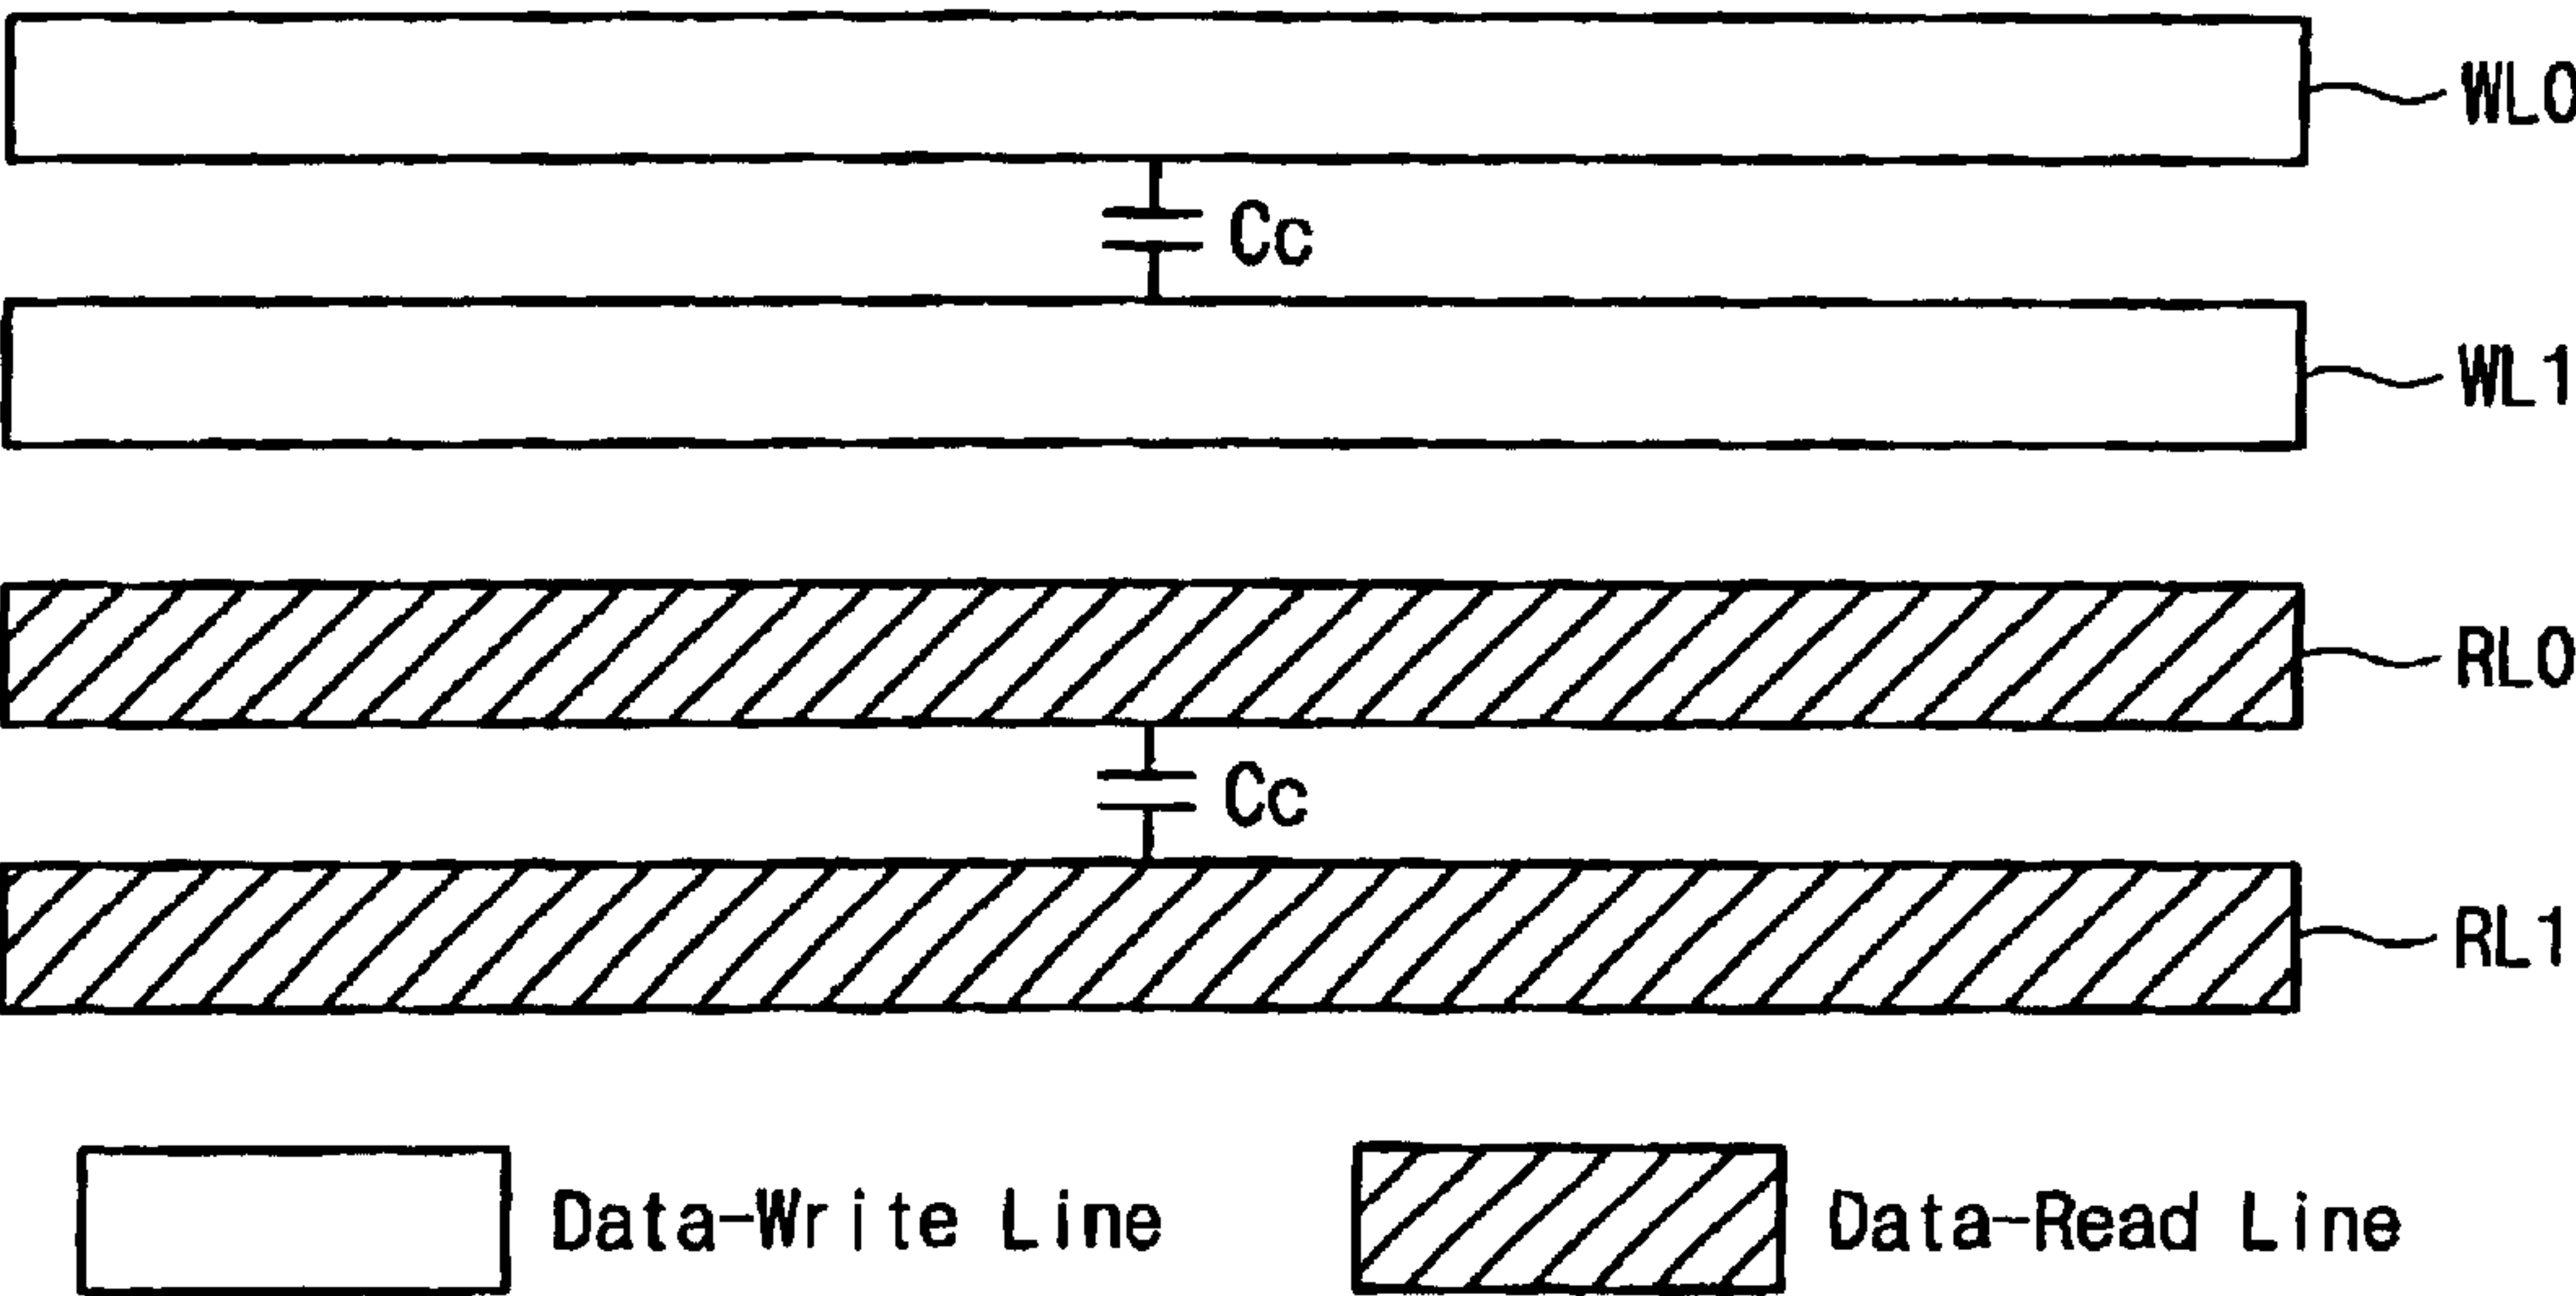 WL0
Cc
WL1
RL0
Cc
RL1
Data-Write Line
Data-Read Line